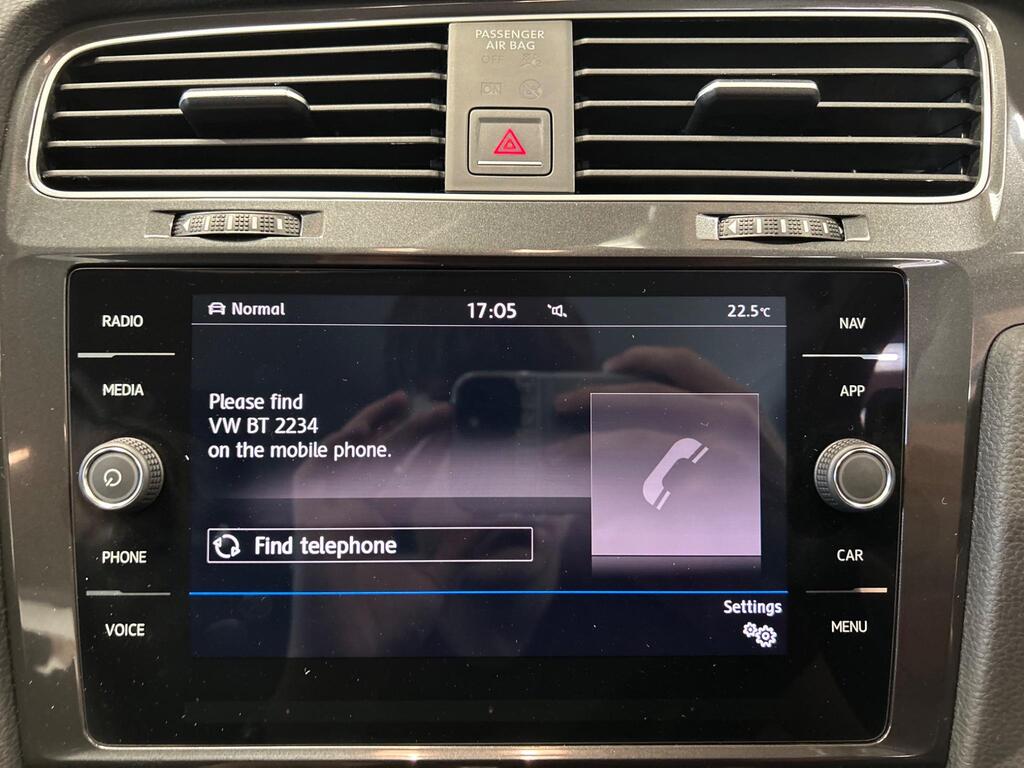 PASSENGER
AIR BAG
OFF
ON
RADIO
MEDIA
PHONE
VOICE
Normal
17:05
22.5°C
Please find
VW BT 2234
on the mobile phone.
Find telephone
Settings
NAV
APP
CAR
MENU